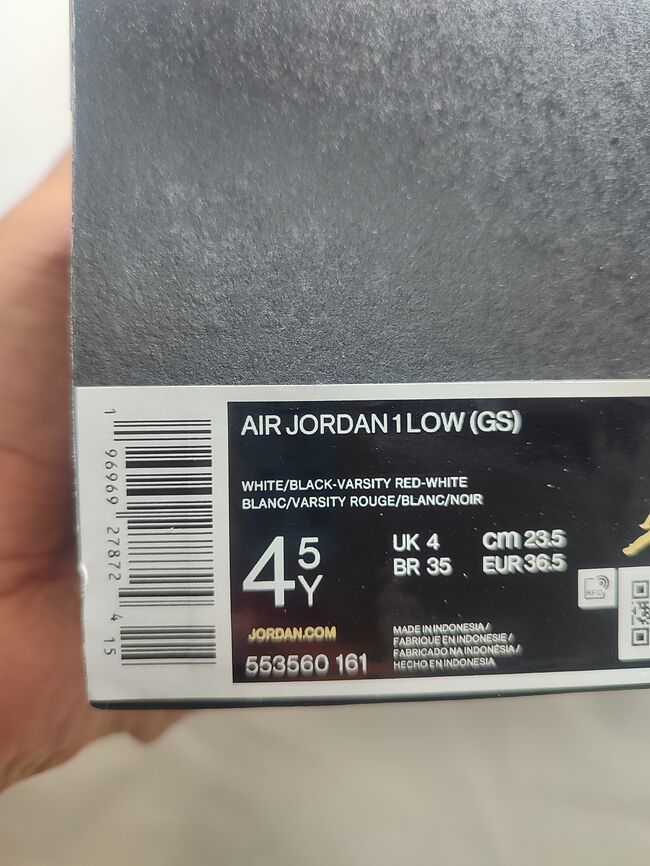 AIR JORDAN 1 LOW (GS)
WHITE/BLACK-VARSITY RED-WHITE
BLANC/VARSITY ROUGE/BLANC/NOIR
4 5 Y
UK 4 CM 23.5
BR 35 EUR 36.5
RFID
JORDAN.COM
553560 161
MADE IN INDONESIA /
FABRIQUE EN INDONESIE /
FABRICADO NA INDONÉSIA /
HECHO EN INDONESIA
1 96969 27872 4 15